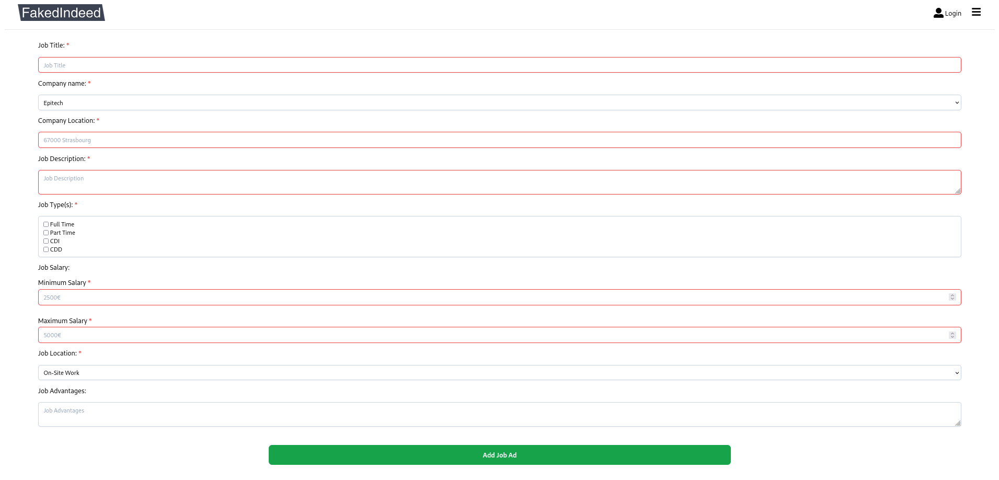 FakedIndeed
Login
Job Title: *
Job Title
Company name: *
Epitech
Company Location: *
67000 Strasbourg
Job Description: *
Job Description
Job Type(s): *
Full Time
Part Time
CDI
CDD
Job Salary:
Minimum Salary *
2500€
Maximum Salary *
5000€
Job Location: *
On-Site Work
Job Advantages:
Job Advantages
Add Job Ad